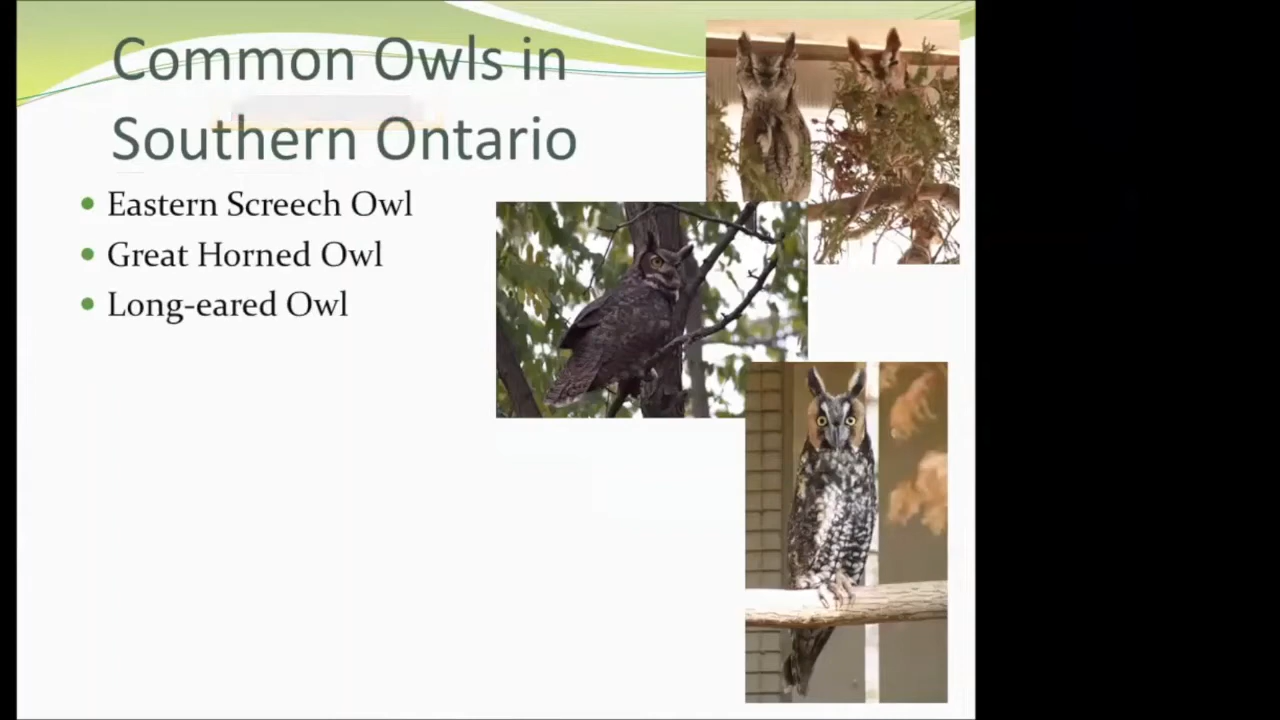 Common Owls in
Southern Ontario
Eastern Screech Owl
Great Horned Owl
Long-eared Owl